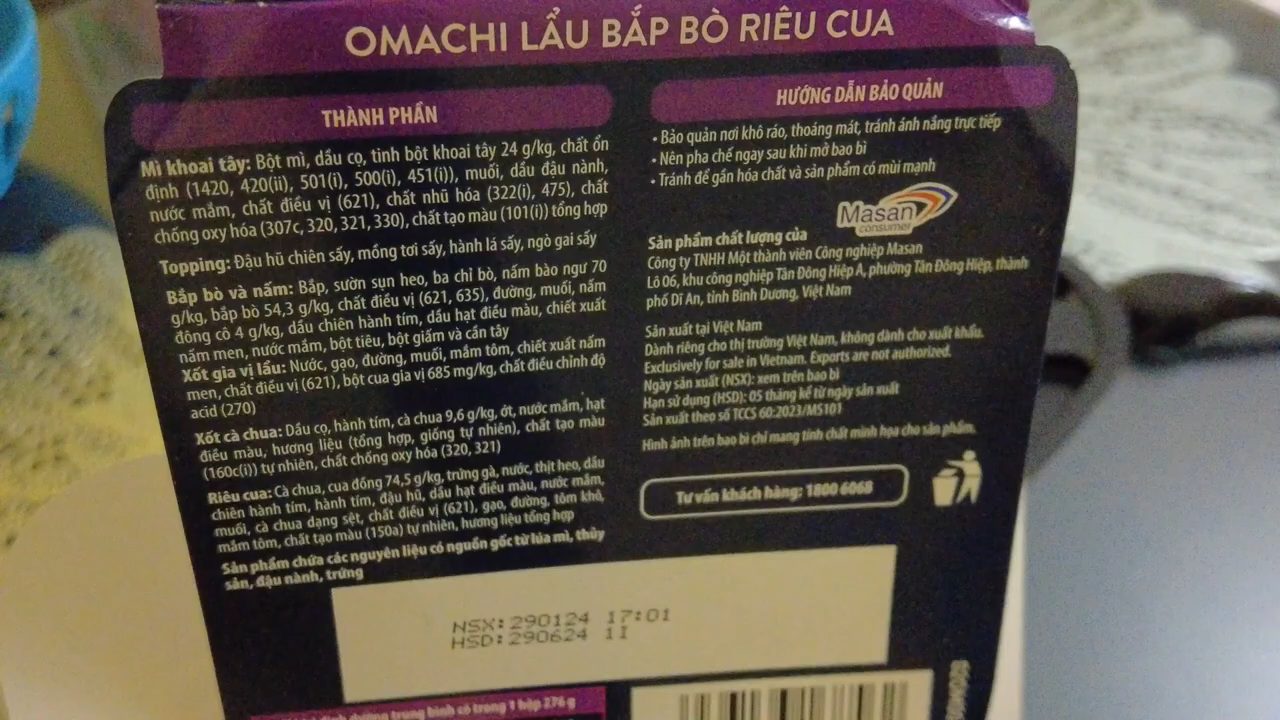 OMACHI LẨU BẮP BÒ RIÊU CUA
THÀNH PHẦN
Mì khoai tây: Bột mì, dầu cọ, tinh bột khoai tây 24 g/kg, chất ổn
định (1420, 420(ii), 501(i), 500(i), 451(i)), muối, dầu đậu nành,
nước mắm, chất điều vị (621), chất nhũ hóa (322(i), 475), chất
chống oxy hóa (307c, 320, 321, 330), chất tạo màu (101(i)) tổng hợp
Topping: Đậu hũ chiên sấy, mồng tơi sấy, hành lá sấy, ngò gai sấy
Bắp bò và nấm: Bắp, sườn sụn heo, ba chỉ bò, nấm bào ngư 70
g/kg, bắp bò 54,3 g/kg, chất điều vị (621, 635), đường, muối, nấm
đông cô 4 g/kg, dầu chiên hành tím, dầu hạt điều màu, chiết xuất
nấm men, nước mắm, bột tiêu, bột giấm và cần tây
Xốt gia vị lẩu: Nước, gạo, đường, muối, mắm tôm, chiết xuất nấm
men, chất điều vị (621), bột cua gia vị 685 mg/kg, chất điều chỉnh độ
acid (270)
Xốt cà chua: Dầu cọ, hành tím, cà chua 9,6 g/kg, ớt, nước mắm, hạt
điều màu, hương liệu (tổng hợp, giống tự nhiên), chất tạo màu
(160c(i)) tự nhiên, chất chống oxy hóa (320, 321)
Riêu cua: Cà chua, cua đồng 74,5 g/kg, trứng gà, nước, thịt heo, dầu
chiên hành tím, hành tím, đậu hũ, dầu hạt điều màu, nước mắm,
muối, cà chua dạng sệt, chất điều vị (621), gạo, đường, tôm khô,
mắm tôm, chất tạo màu (150a) tự nhiên, hương liệu tổng hợp
Sản phẩm chứa các nguyên liệu có nguồn gốc từ lúa mì, thủy
sản, đậu nành, trứng
HƯỚNG DẪN BẢO QUẢN
• Bảo quản nơi khô ráo, thoáng mát, tránh ánh nắng trực tiếp
• Nên pha chế ngay sau khi mở bao bì
• Tránh để gần hóa chất và sản phẩm có mùi mạnh
Masan
consumer
Sản phẩm chất lượng của
Công ty TNHH Một thành viên Công nghiệp Masan
Lô 06, khu công nghiệp Tân Đông Hiệp A, phường Tân Đông Hiệp, thành
phố Dĩ An, tỉnh Bình Dương, Việt Nam
Sản xuất tại Việt Nam
Dành riêng cho thị trường Việt Nam, không dành cho xuất khẩu.
Exclusively for sale in Vietnam. Exports are not authorized.
Ngày sản xuất (NSX): xem trên bao bì
Hạn sử dụng (HSD): 05 tháng kể từ ngày sản xuất
Sản xuất theo số TCCS 60:2023/MS101
Hình ảnh trên bao bì chỉ mang tính chất minh họa cho sản phẩm.
Tư vấn khách hàng: 1800 6068
NSX:290124 17:01
HSD:290624 1I
dinh dưỡng trung bình có trong 1 hộp 276 g